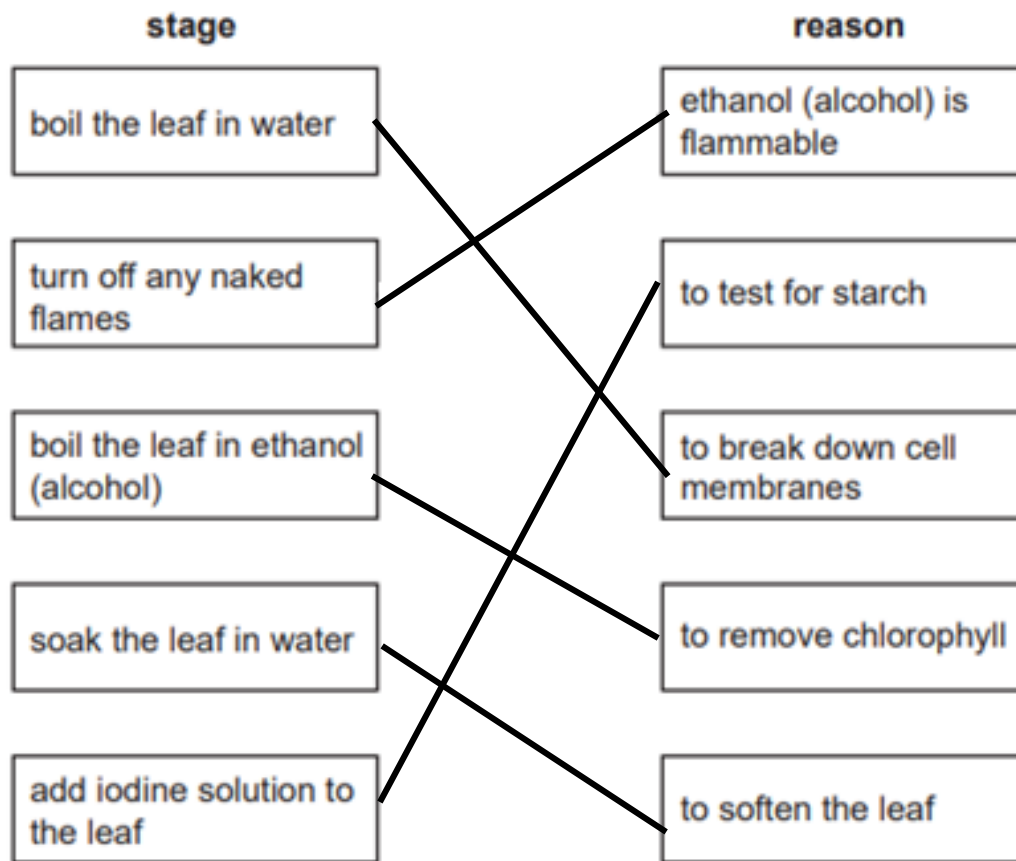 stage
reason
boil the leaf in water
ethanol (alcohol) is
flammable
turn off any naked
flames
to test for starch
boil the leaf in ethanol
(alcohol)
to break down cell
membranes
soak the leaf in water
to remove chlorophyll
add iodine solution to
the leaf
to soften the leaf